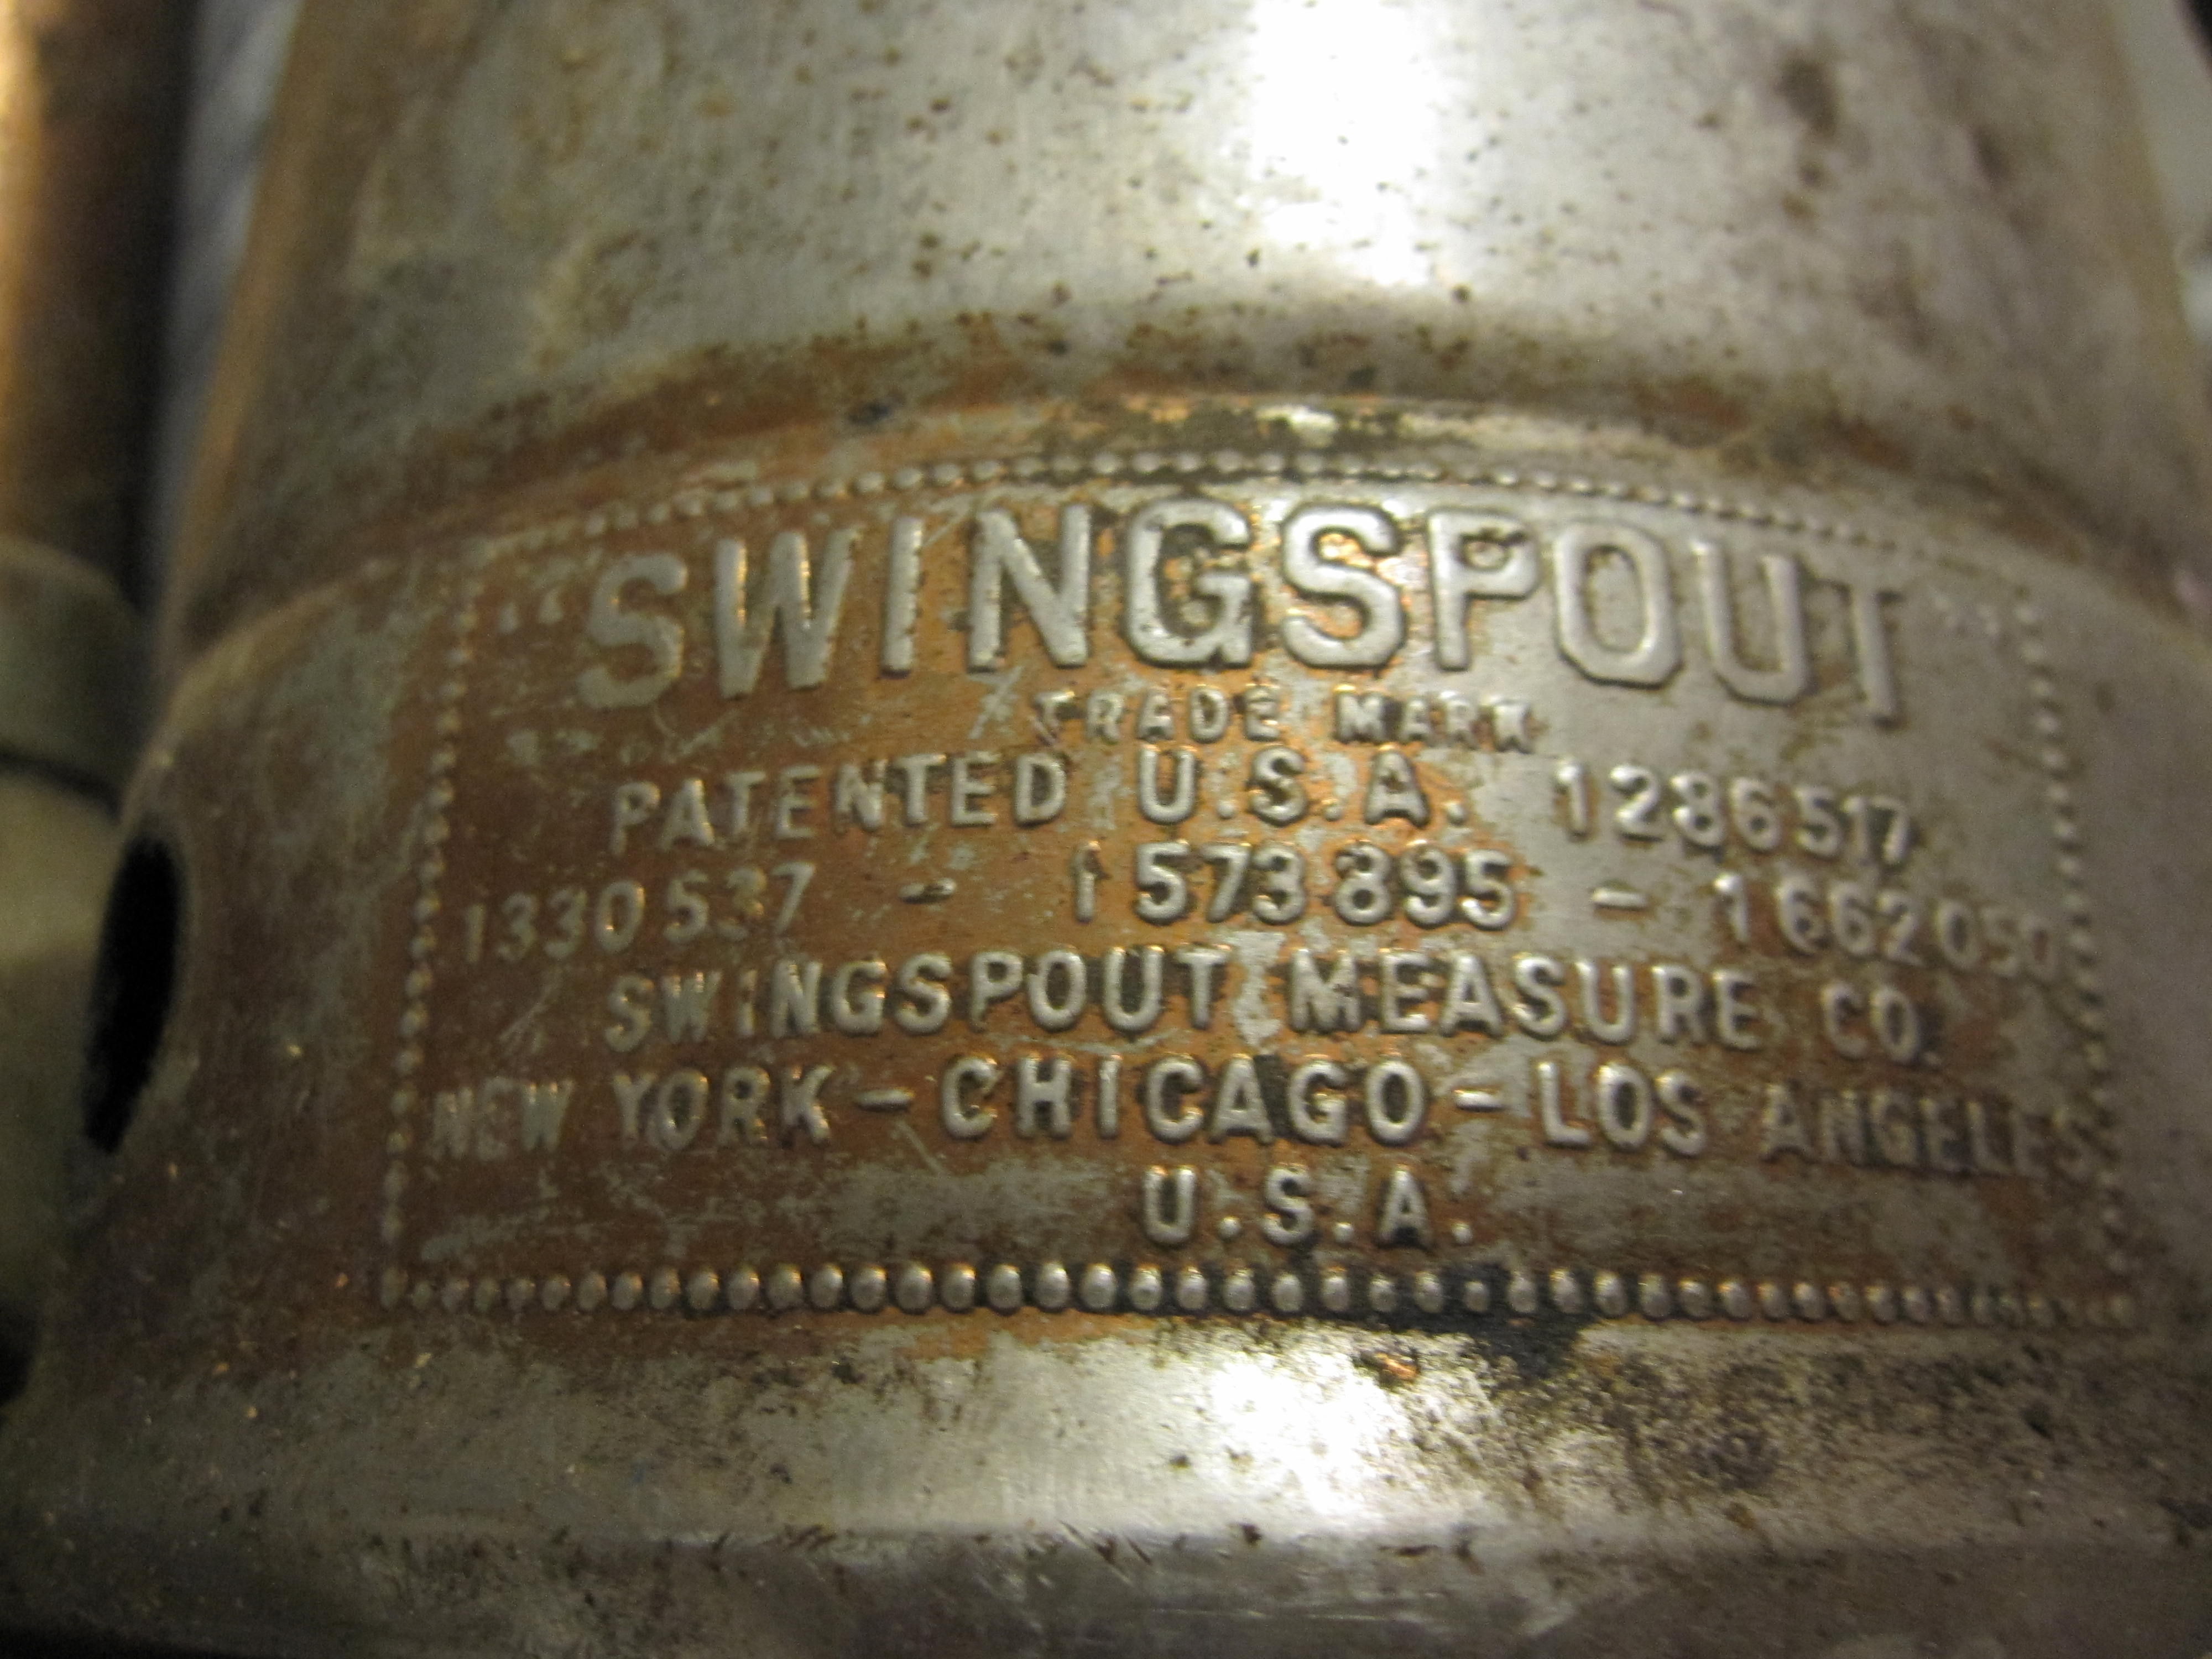 "SWINGSPOUT"
TRADE MARK
PATENTED U.S.A. 1286517
1330537 - 1573895 - 1662050
SWINGSPOUT MEASURE CO.
NEW YORK - CHICAGO - LOS ANGELES
U.S.A.